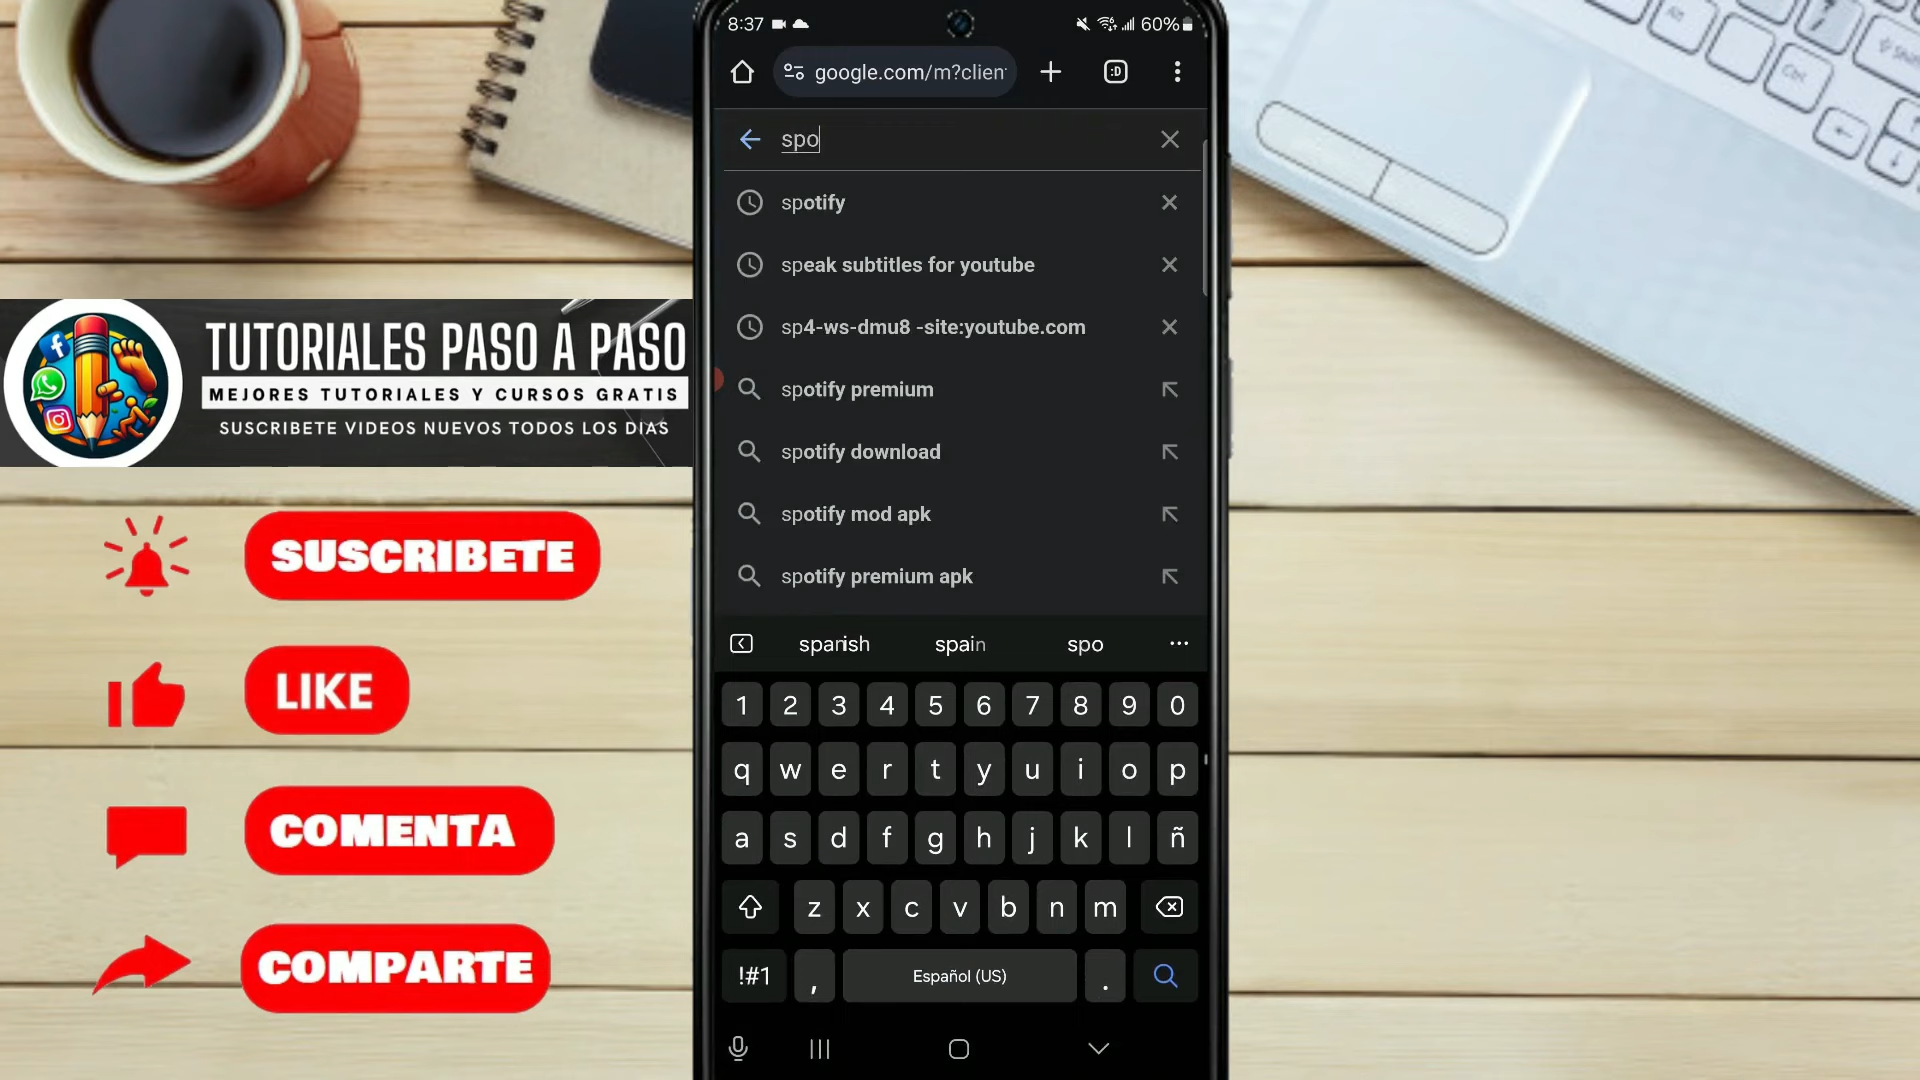 8:37
60%
google.com/m?clien
spo
spotify
speak subtitles for youtube
sp4-ws-dmu8 -site:youtube.com
spotify premium
spotify download
spotify mod apk
spotify premium apk
spanish spain spo ...
1 2 3 4 5 6 7 8 9 0
q w e r t y u i o p
a s d f g h j k l ñ
z x c v b n m
!#1 , Español (US) .
TUTORIALES PASO A PASO
MEJORES TUTORIALES Y CURSOS GRATIS
SUSCRIBETE VIDEOS NUEVOS TODOS LOS DIAS
SUSCRIBETE
LIKE
COMENTA
COMPARTE
Alt
Ctrl